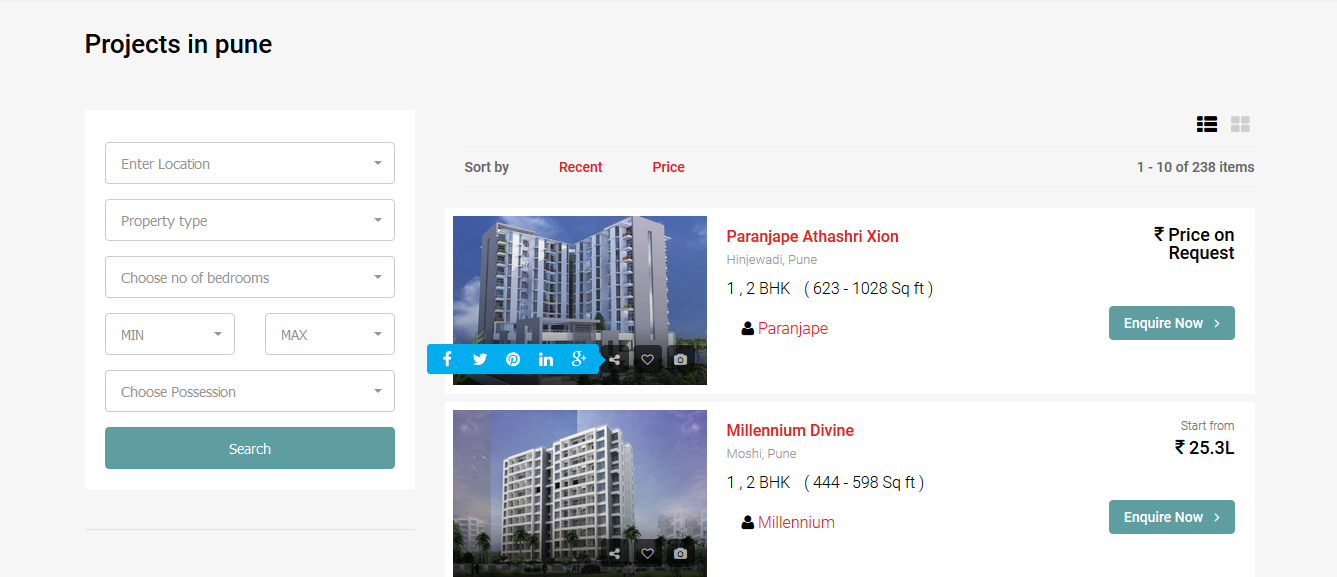 Projects in pune
Enter Location
Property type
Choose no of bedrooms
MIN MAX
Choose Possession
Search
Sort by Recent Price 1 - 10 of 238 items
Paranjape Athashri Xion
Hinjewadi, Pune
1 , 2 BHK ( 623 - 1028 Sq ft )
Paranjape
₹ Price on
Request
Enquire Now
Millennium Divine
Moshi, Pune
1 , 2 BHK ( 444 - 598 Sq ft )
Millennium
Start from
₹ 25.3L
Enquire Now